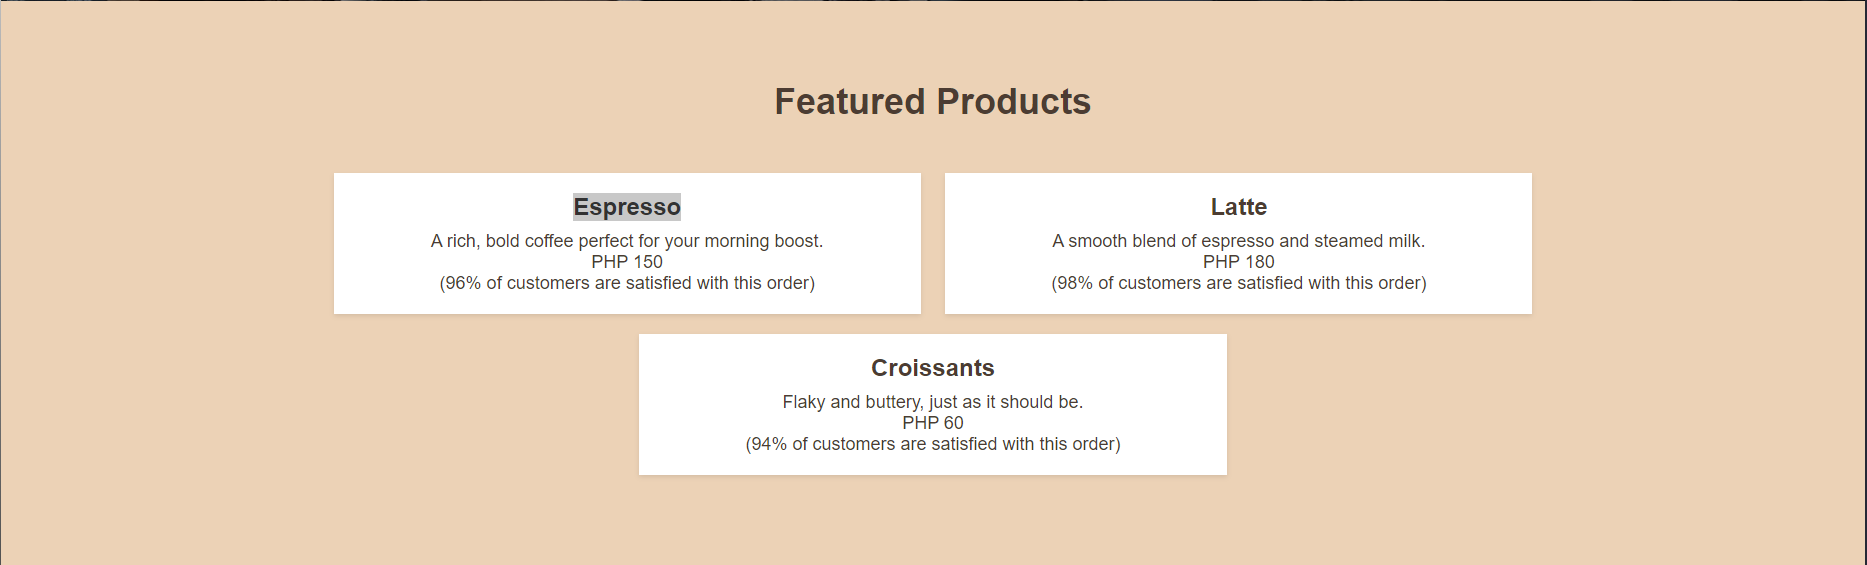 Featured Products
Espresso
A rich, bold coffee perfect for your morning boost.
PHP 150
(96% of customers are satisfied with this order)
Latte
A smooth blend of espresso and steamed milk.
PHP 180
(98% of customers are satisfied with this order)
Croissants
Flaky and buttery, just as it should be.
PHP 60
(94% of customers are satisfied with this order)